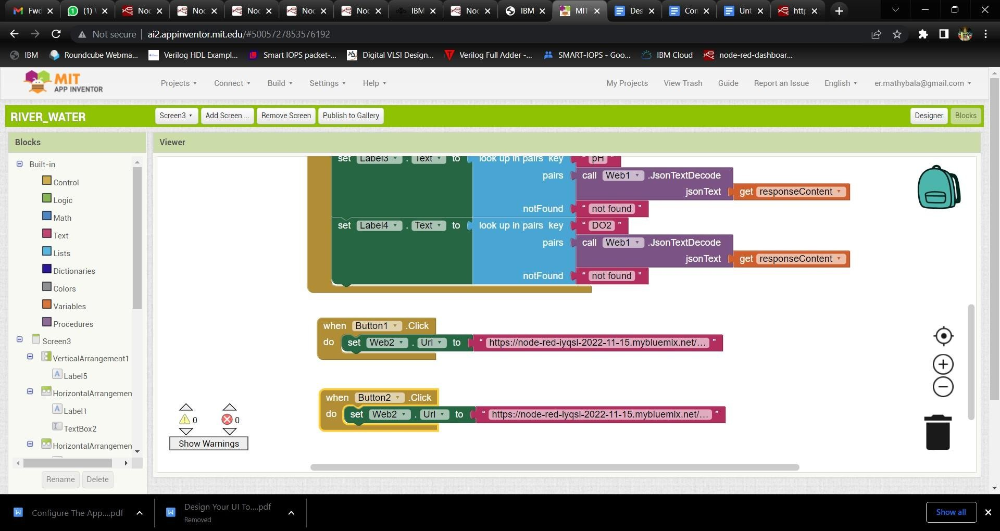 Fwd
(1) \
Noc
Noc
Noc
Noc
Noc
IBM
Noc
IBM
MIT
Des
Con
Unt
http
Not secure
ai2.appinventor.mit.edu/#5005727853576192
IBM
Roundcube Webma...
Verilog HDL Exampl...
Smart IOPS packet-...
Digital VLSI Design...
Verilog Full Adder -...
SMART-IOPS - Goo...
IBM Cloud
node-red-dashboar...
MIT
APP INVENTOR
Projects
Connect
Build
Settings
Help
My Projects
View Trash
Guide
Report an Issue
English
er.mathybala@gmail.com
RIVER_WATER
Screen3
Add Screen ...
Remove Screen
Publish to Gallery
Designer
Blocks
Blocks
Viewer
Built-in
Control
Logic
Math
Text
Lists
Dictionaries
Colors
Variables
Procedures
Screen3
VerticalArrangement1
Label5
HorizontalArrangemen
Label1
TextBox2
HorizontalArrangemen
Rename
Delete
set Label3 . Text to look up in pairs key " pH "
pairs call Web1 .JsonTextDecode
jsonText get responseContent
notFound " not found "
set Label4 . Text to look up in pairs key " DO2 "
pairs call Web1 .JsonTextDecode
jsonText get responseContent
notFound " not found "
when Button1 .Click
do set Web2 . Url to " https://node-red-iyqsl-2022-11-15.mybluemix.net/... "
when Button2 .Click
do set Web2 . Url to " https://node-red-iyqsl-2022-11-15.mybluemix.net/... "
0
0
Show Warnings
Configure The App....pdf
Design Your UI To....pdf
Removed
Show all